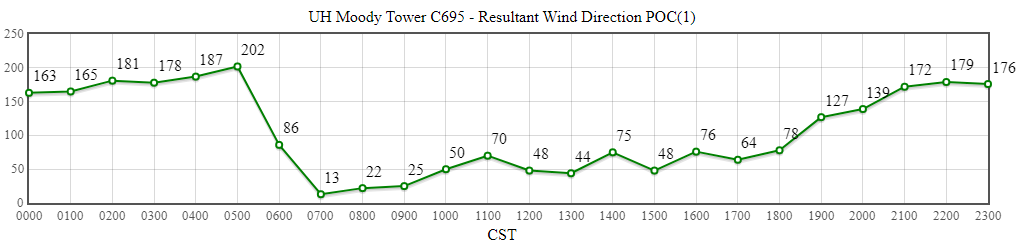 UH Moody Tower C695 - Resultant Wind Direction POC(1)
250
200
150
100
50
0
163 165 181 178 187 202 86 13 22 25 50 70 48 44 75 48 76 64 78 127 139 172 179 176
0000 0100 0200 0300 0400 0500 0600 0700 0800 0900 1000 1100 1200 1300 1400 1500 1600 1700 1800 1900 2000 2100 2200 2300
CST